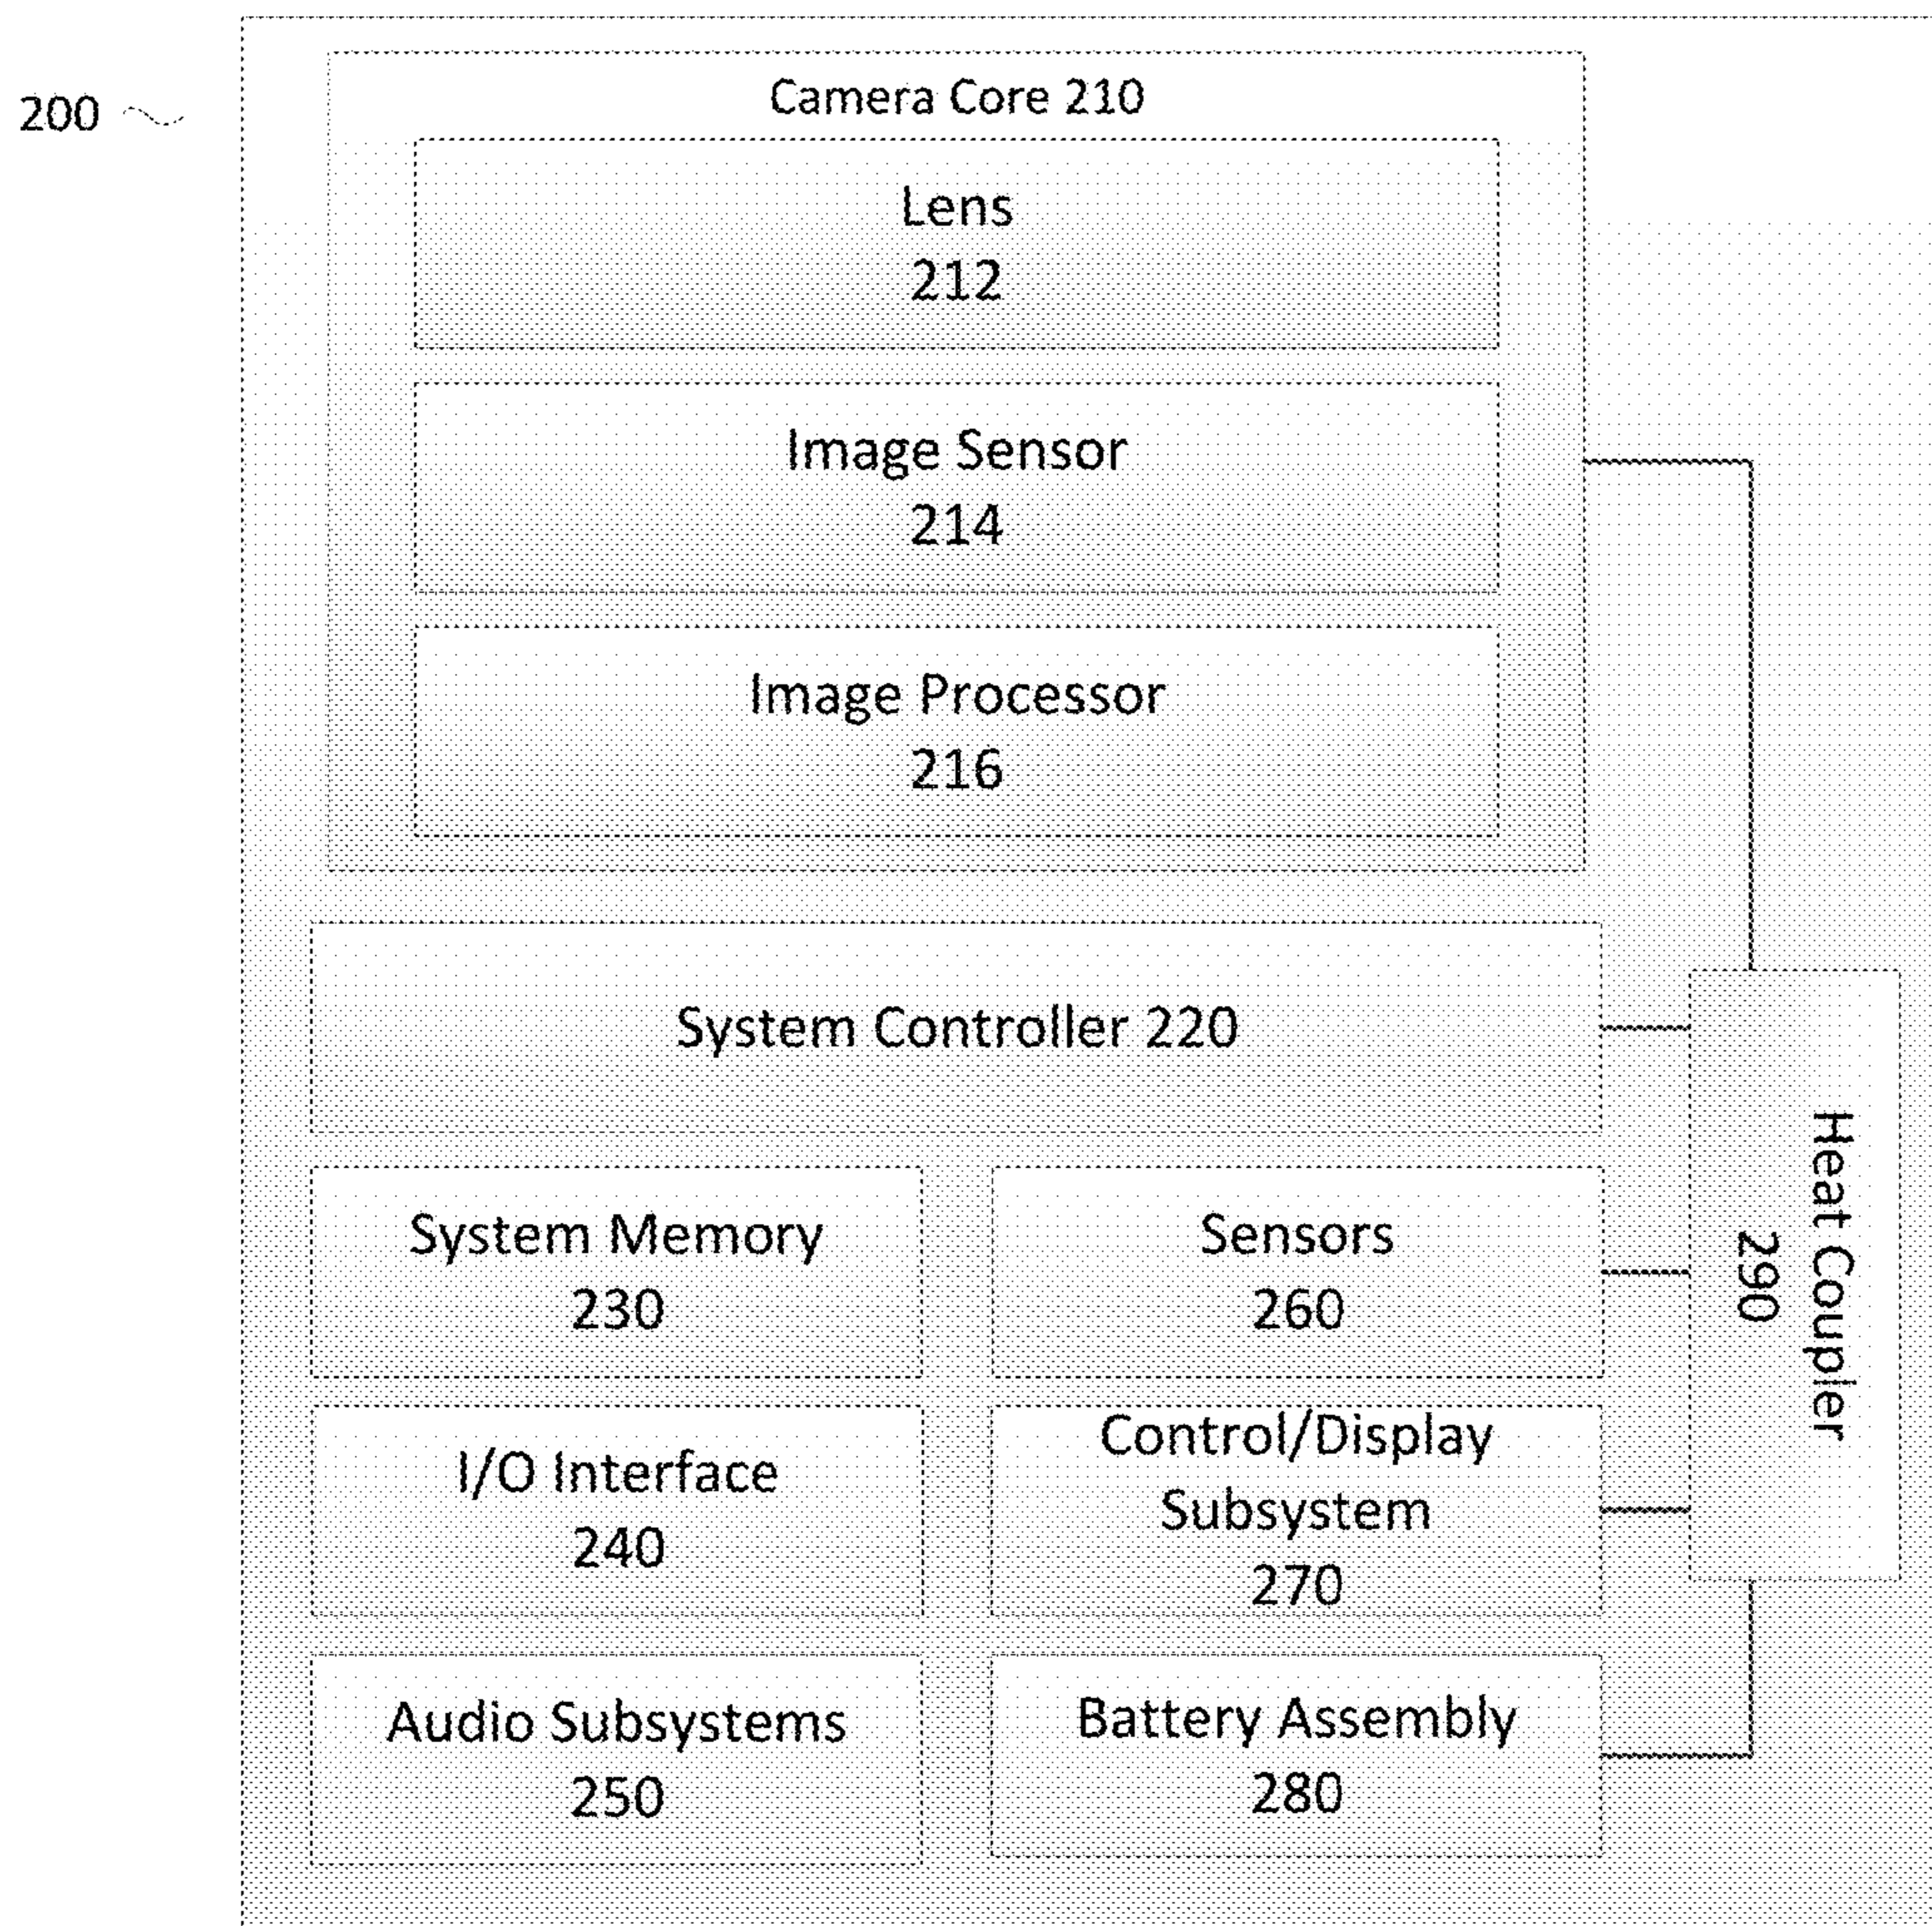 200
Camera Core 210
Lens
212
Image Sensor
214
Image Processor
216
System Controller 220
System Memory
230
Sensors
260
I/O Interface
240
Control/Display
Subsystem
270
Audio Subsystems
250
Battery Assembly
280
Heat Coupler
290